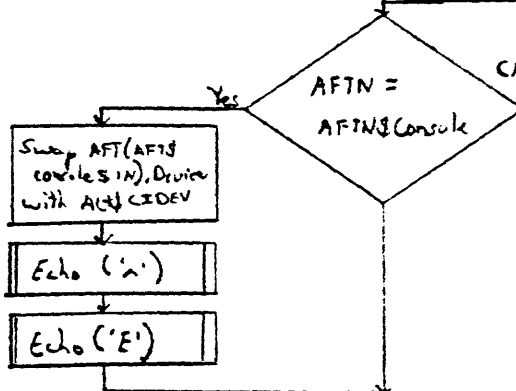 AFTN =
AFTN$Console
Yes
Swap AFT(AFT$
console$IN).Device
with ALT$CIDEV
Echo ('^')
Echo ('E')